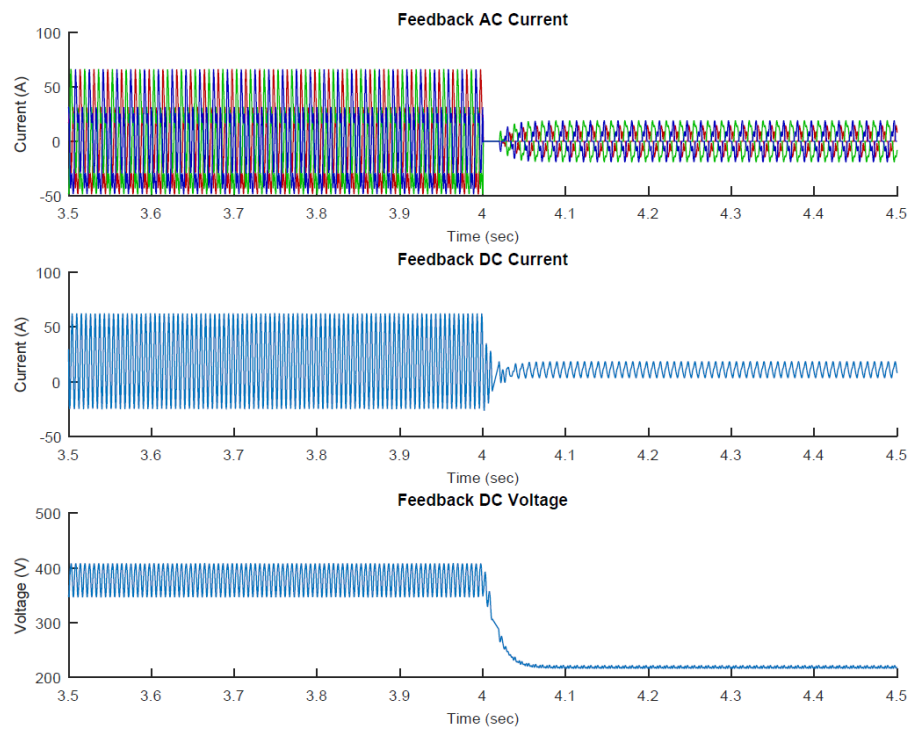 Feedback AC Current
100
50
0
-50
Current (A)
3.5 3.6 3.7 3.8 3.9 4 4.1 4.2 4.3 4.4 4.5
Time (sec)
Feedback DC Current
100
50
0
-50
Current (A)
3.5 3.6 3.7 3.8 3.9 4 4.1 4.2 4.3 4.4 4.5
Time (sec)
Feedback DC Voltage
500
400
300
200
Voltage (V)
3.5 3.6 3.7 3.8 3.9 4 4.1 4.2 4.3 4.4 4.5
Time (sec)